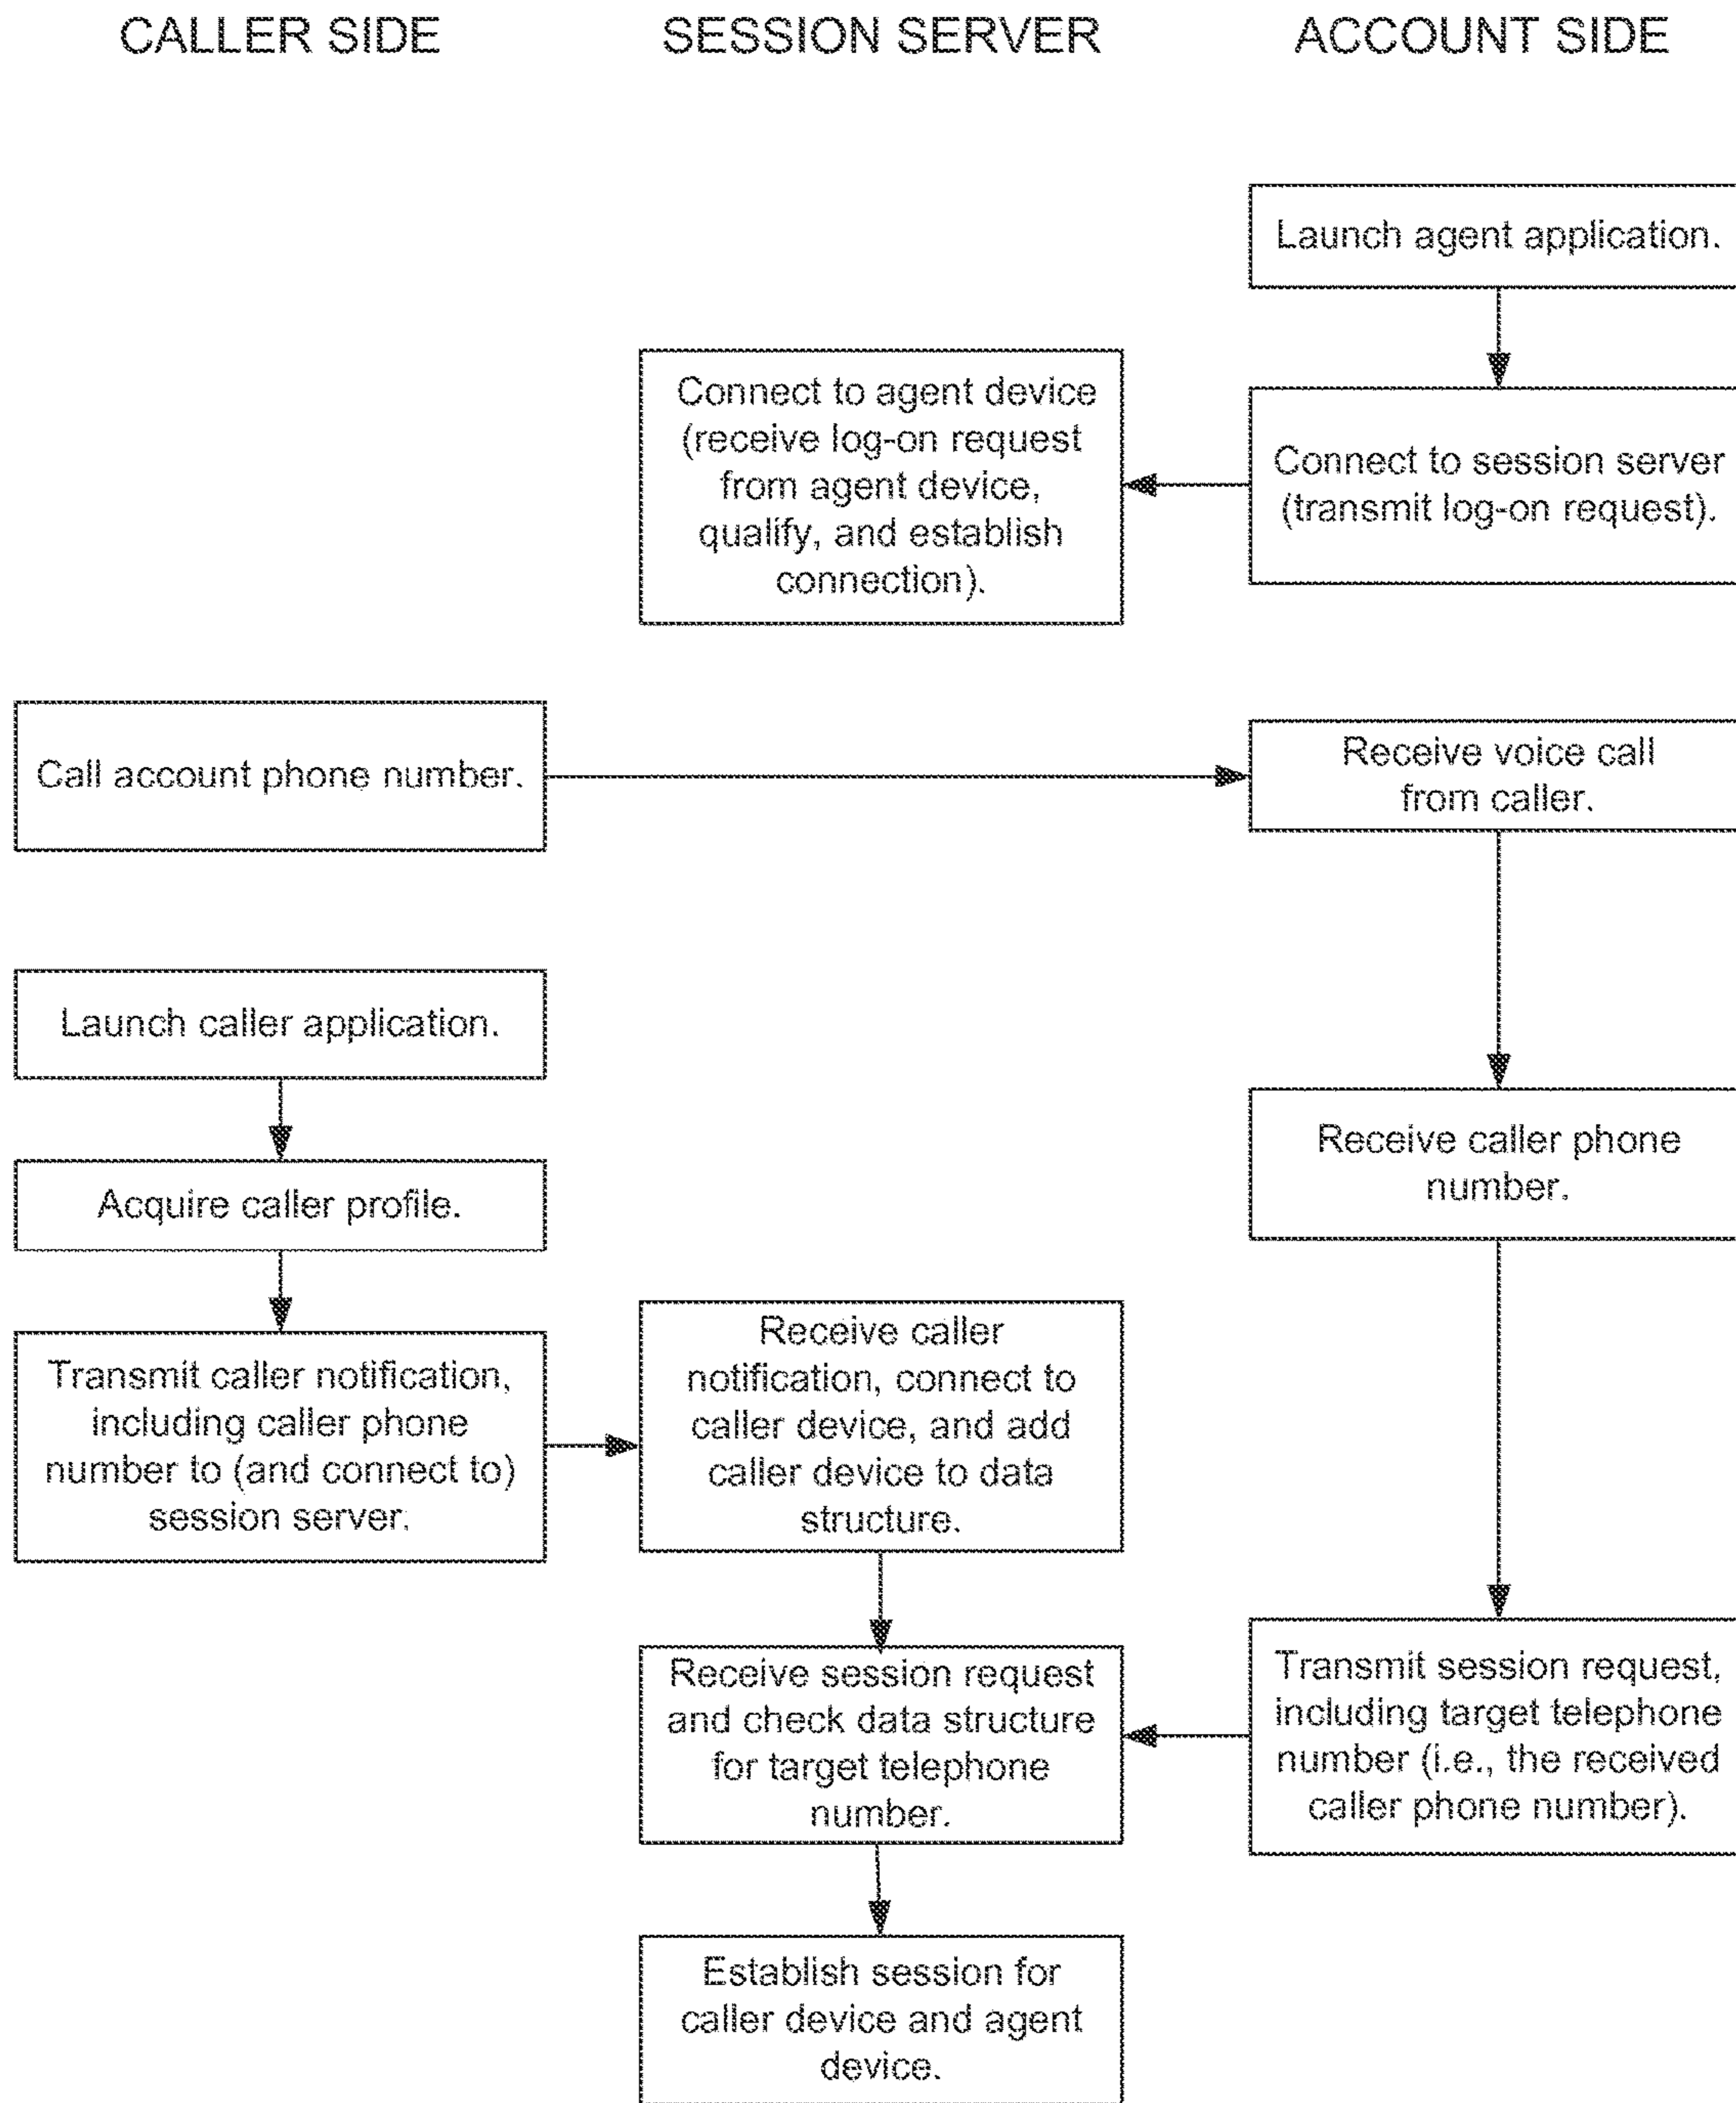 CALLER SIDE
SESSION SERVER
ACCOUNT SIDE
Launch agent application.
Connect to agent device
(receive log-on request
from agent device,
qualify, and establish
connection).
Connect to session server
(transmit log-on request).
Call account phone number.
Receive voice call
from caller.
Launch caller application.
Receive caller phone
number.
Acquire caller profile.
Transmit caller notification,
including caller phone
number to (and connect to)
session server.
Receive caller
notification, connect to
caller device, and add
caller device to data
structure.
Receive session request
and check data structure
for target telephone
number.
Transmit session request,
including target telephone
number (i.e., the received
caller phone number).
Establish session for
caller device and agent
device.